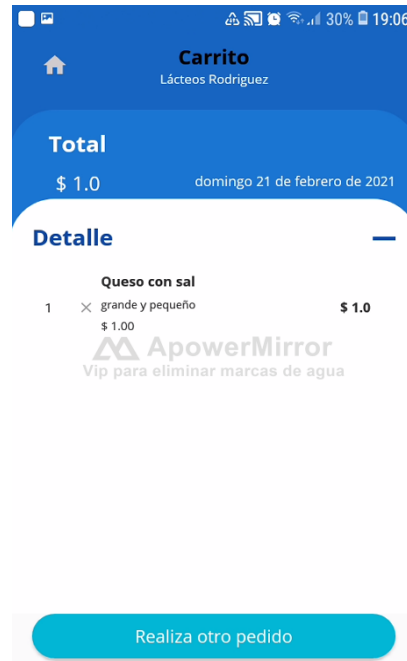 30% 19:06
Carrito
Lácteos Rodriguez
Total
$ 1.0 domingo 21 de febrero de 2021
Detalle
Queso con sal
1 × grande y pequeño $ 1.0
$ 1.00
ApowerMirror
Vip para eliminar marcas de agua
Realiza otro pedido